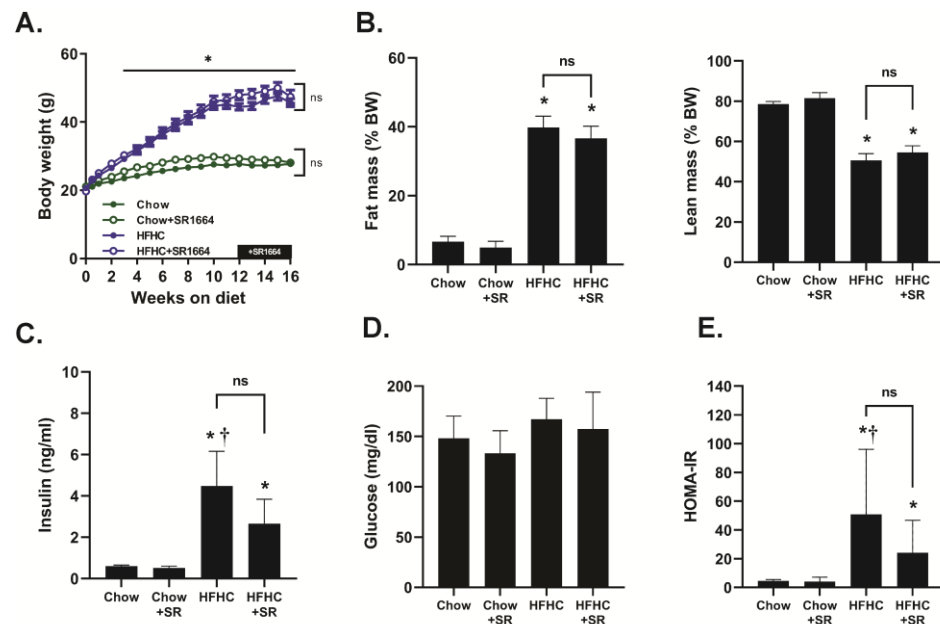 A.
*
Body weight (g)
60
40
20
0
ns
ns
Chow
Chow+SR1664
HFHC
HFHC+SR1664
+SR1664
0 2 4 6 8 10 12 14 16
Weeks on diet
B.
Fat mass (% BW)
60
40
20
0
ns
* *
Chow Chow HFHC HFHC
+SR +SR
Lean mass (% BW)
100
80
60
40
20
0
ns
* *
Chow Chow HFHC HFHC
+SR +SR
C.
Insulin (ng/ml)
10
8
6
4
2
0
ns
*†
*
Chow Chow HFHC HFHC
+SR +SR
D.
Glucose (mg/dl)
200
150
100
50
0
Chow Chow HFHC HFHC
+SR +SR
E.
HOMA-IR
140
120
100
80
60
40
20
0
ns
*†
*
Chow Chow HFHC HFHC
+SR +SR